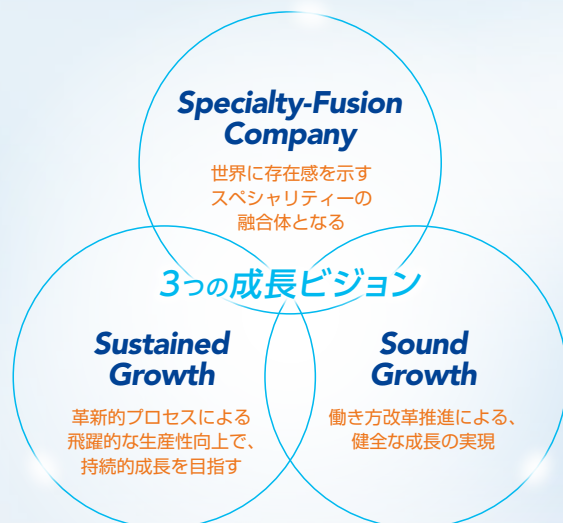 Specialty-Fusion
Company
世界に存在感を示す
スペシャリティーの
融合体となる
3つの成長ビジョン
Sustained
Growth
革新的プロセスによる
飛躍的な生産性向上で、
持続的成長を目指す
Sound
Growth
働き方改革推進による、
健全な成長の実現